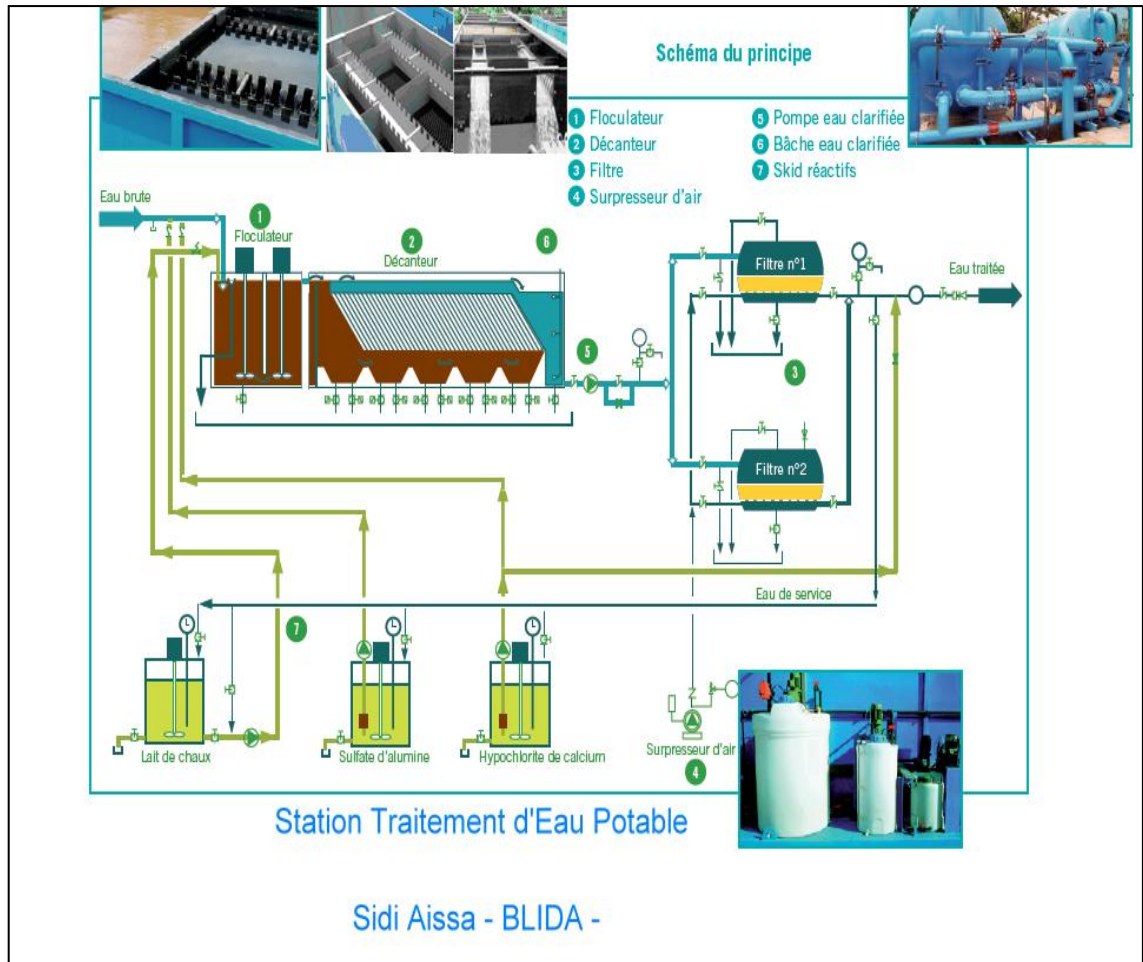 Schéma du principe
1 Floculateur
2 Décanteur
3 Filtre
4 Surpresseur d'air
5 Pompe eau clarifiée
6 Bâche eau clarifiée
7 Skid réactifs
Eau brute
1
Floculateur
2
Décanteur
6
Filtre n°1
Eau traitée
5
3
Filtre n°2
Eau de service
7
Lait de chaux
Sulfate d'alumine
Hypochlorite de calcium
Surpresseur d'air
4
Station Traitement d'Eau Potable
Sidi Aissa - BLIDA -